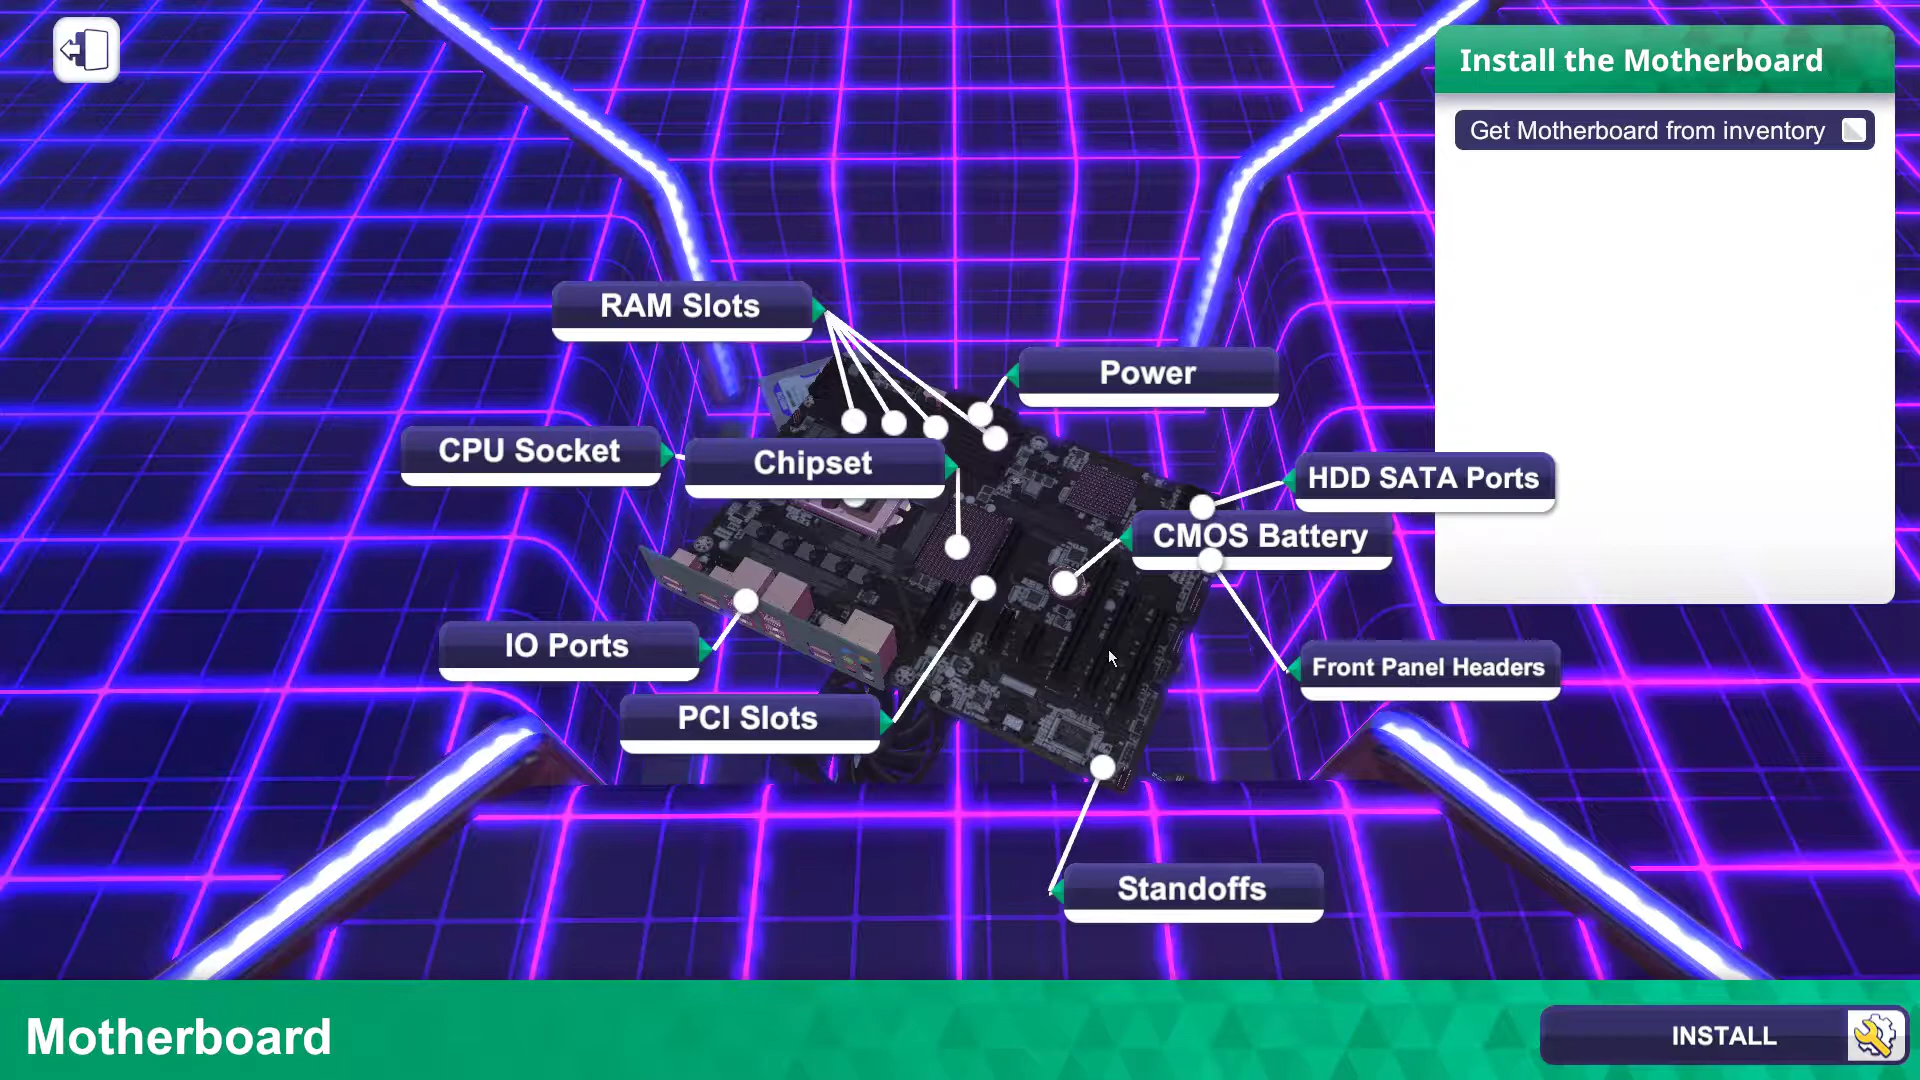 Install the Motherboard
Get Motherboard from inventory
RAM Slots
Power
CPU Socket
Chipset
HDD SATA Ports
CMOS Battery
IO Ports
Front Panel Headers
PCI Slots
Standoffs
Motherboard
INSTALL